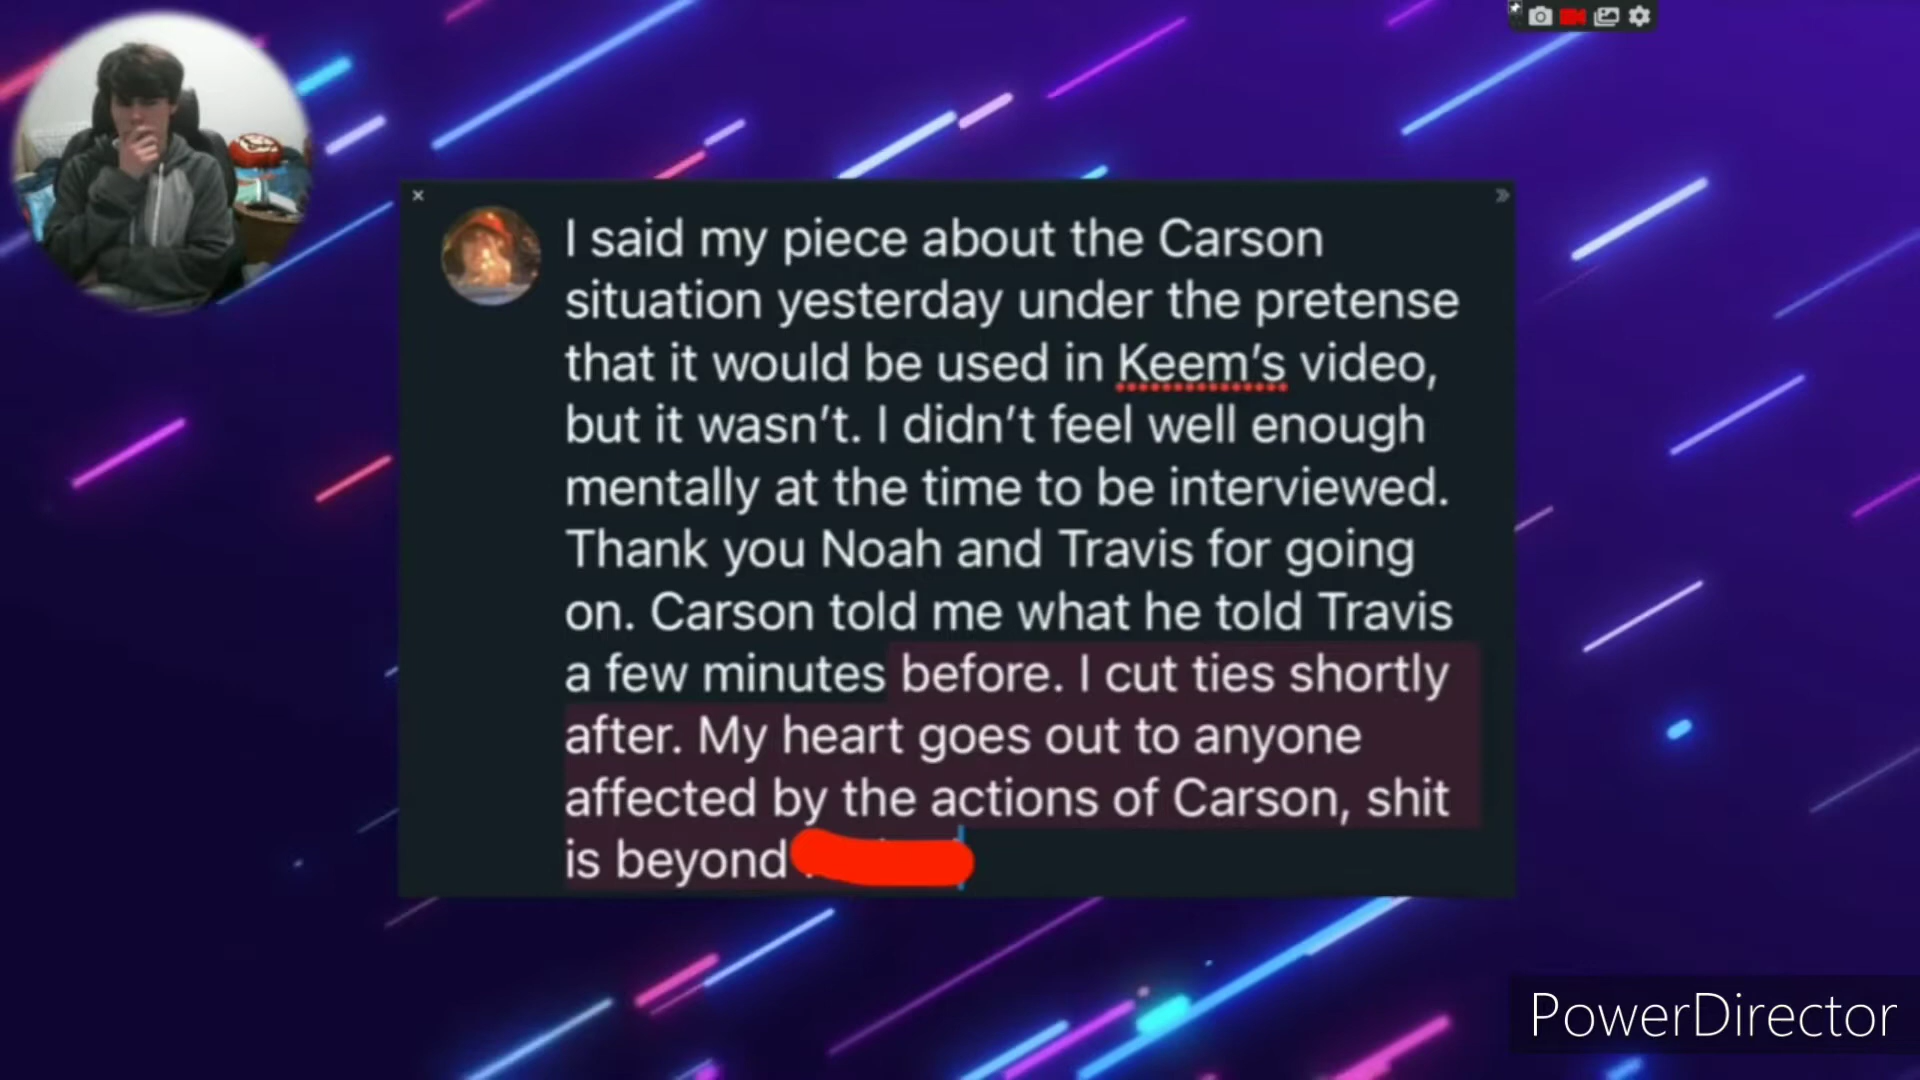 I said my piece about the Carson
situation yesterday under the pretense
that it would be used in Keem's video,
but it wasn't. I didn't feel well enough
mentally at the time to be interviewed.
Thank you Noah and Travis for going
on. Carson told me what he told Travis
a few minutes before. I cut ties shortly
after. My heart goes out to anyone
affected by the actions of Carson, shit
is beyond
PowerDirector